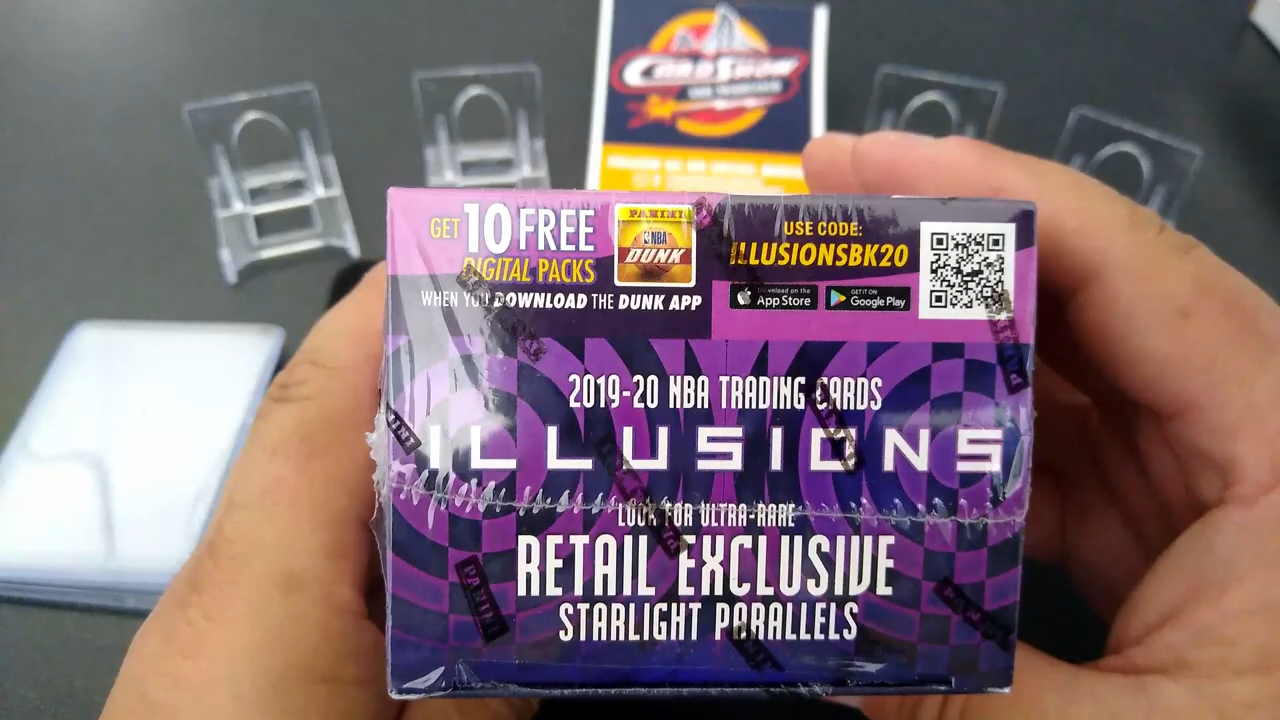 CARDSHOW
GET 10 FREE
DIGITAL PACKS
WHEN YOU DOWNLOAD THE DUNK APP
PANINI
NBA
DUNK
USE CODE:
ILLUSIONSBK20
Download on the
App Store
GET IT ON
Google Play
2019-20 NBA TRADING CARDS
ILLUSIONS
LOOK FOR ULTRA-RARE
RETAIL EXCLUSIVE
STARLIGHT PARALLELS
PANINI